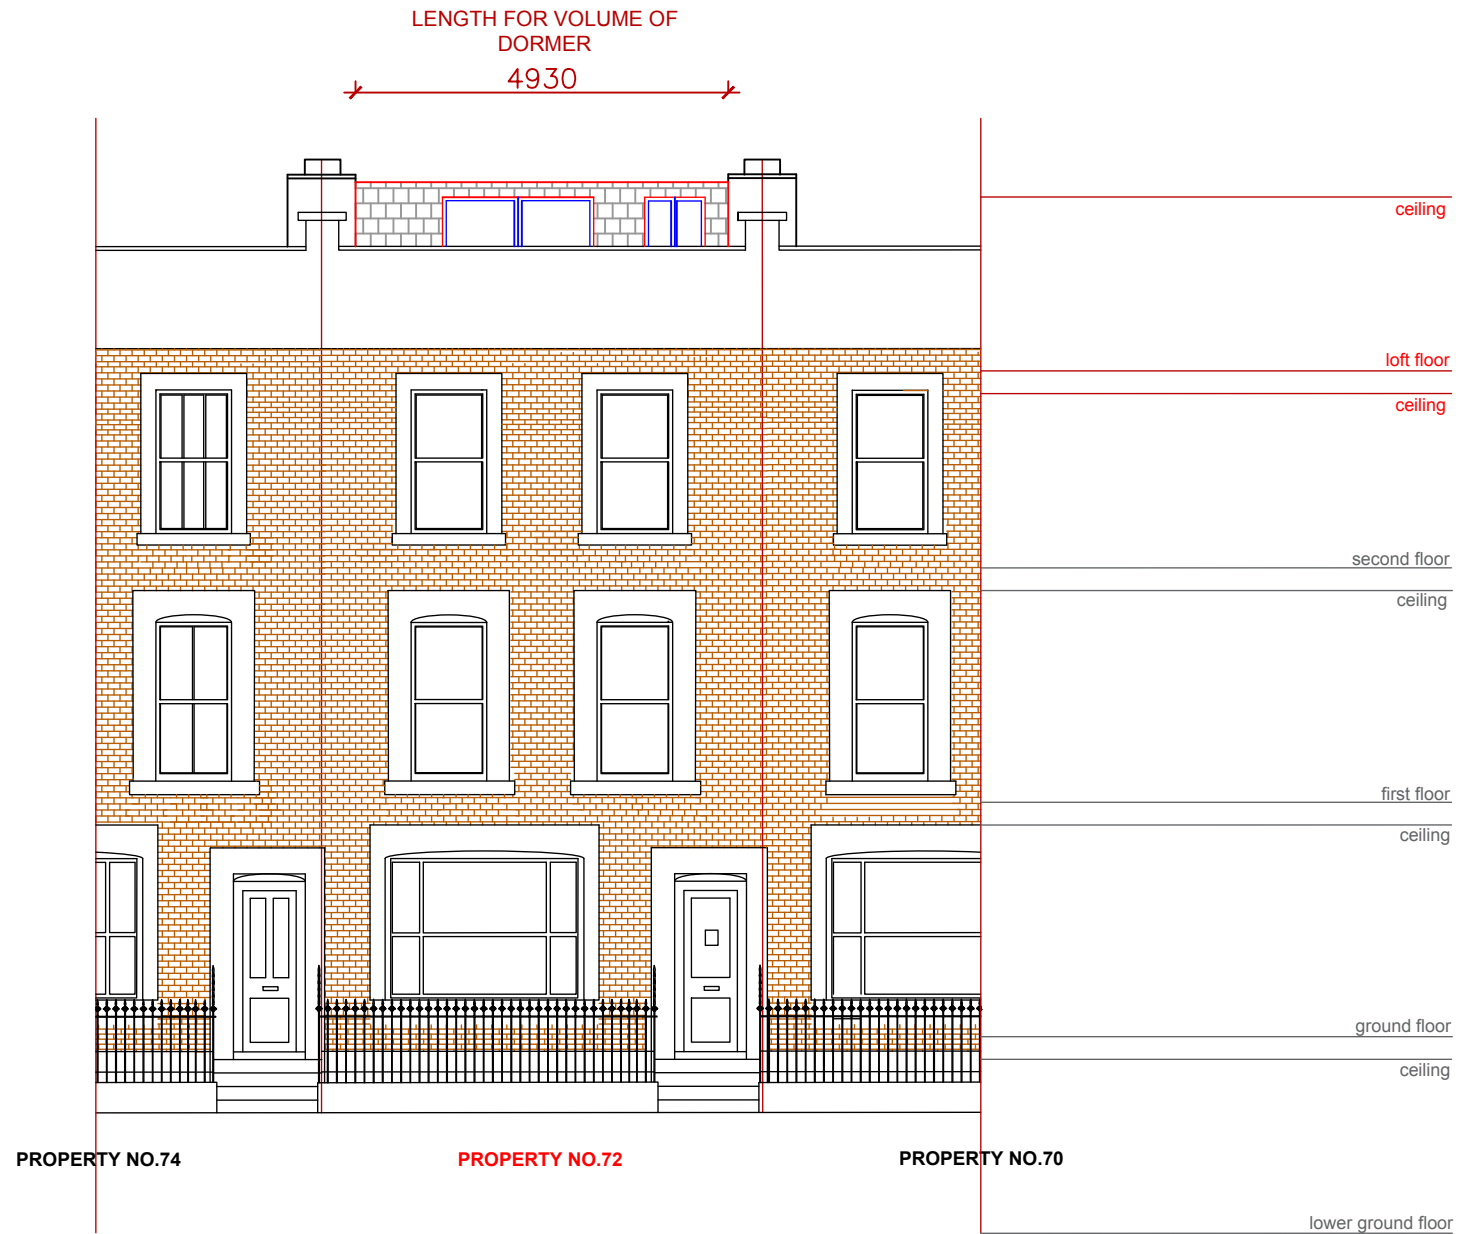 LENGTH FOR VOLUME OF
DORMER
4930
ceiling
loft floor
ceiling
second floor
ceiling
first floor
ceiling
ground floor
ceiling
PROPERTY NO.74
PROPERTY NO.72
PROPERTY NO.70
lower ground floor